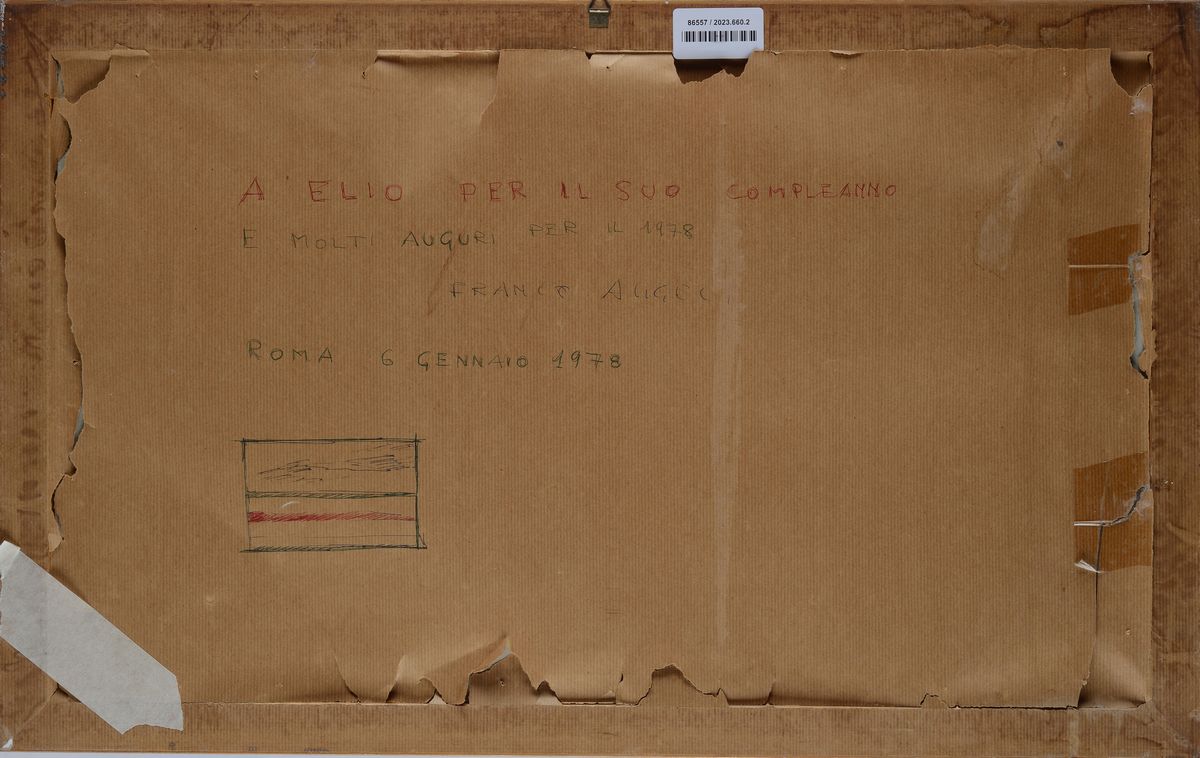 86557 / 2023.660.2
A ELIO PER IL SUO COMPLEANNO
E MOLTI AUGURI PER IL 1978
FRANCO
ROMA 6 GENNAIO 1978